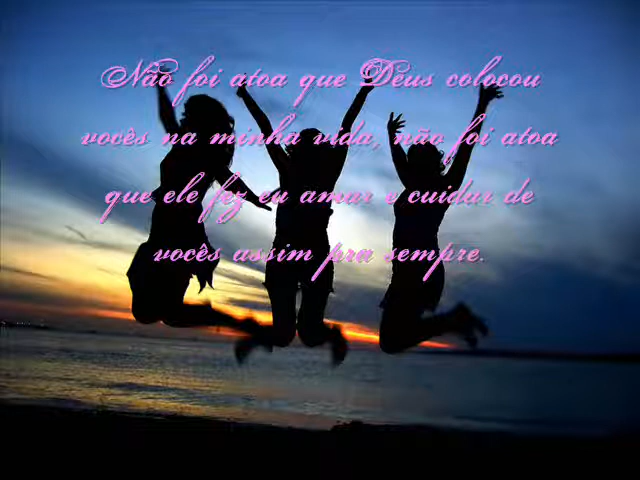 Não foi atoa que Deus colocou
vocês na minha vida, não foi atoa
que ele fez eu amar e cuidar de
vocês assim pra sempre.